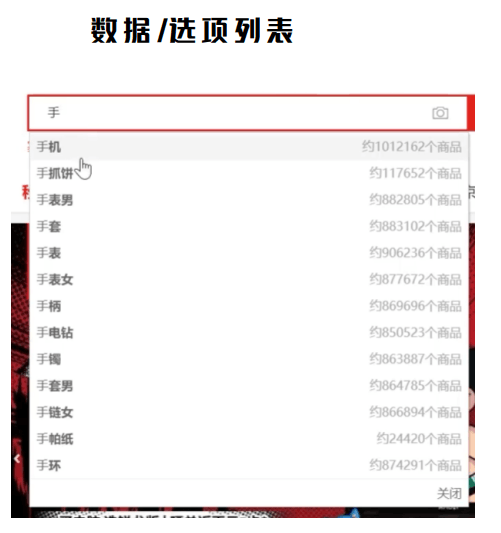 数据/选项列表
手
手机 约1012162个商品
手抓饼 约117652个商品
手表男 约882805个商品
手套 约883102个商品
手表 约906236个商品
手表女 约877672个商品
手柄 约869696个商品
手电钻 约850523个商品
手镯 约863887个商品
手套男 约864785个商品
手链女 约866894个商品
手帕纸 约24420个商品
手环 约874291个商品
关闭